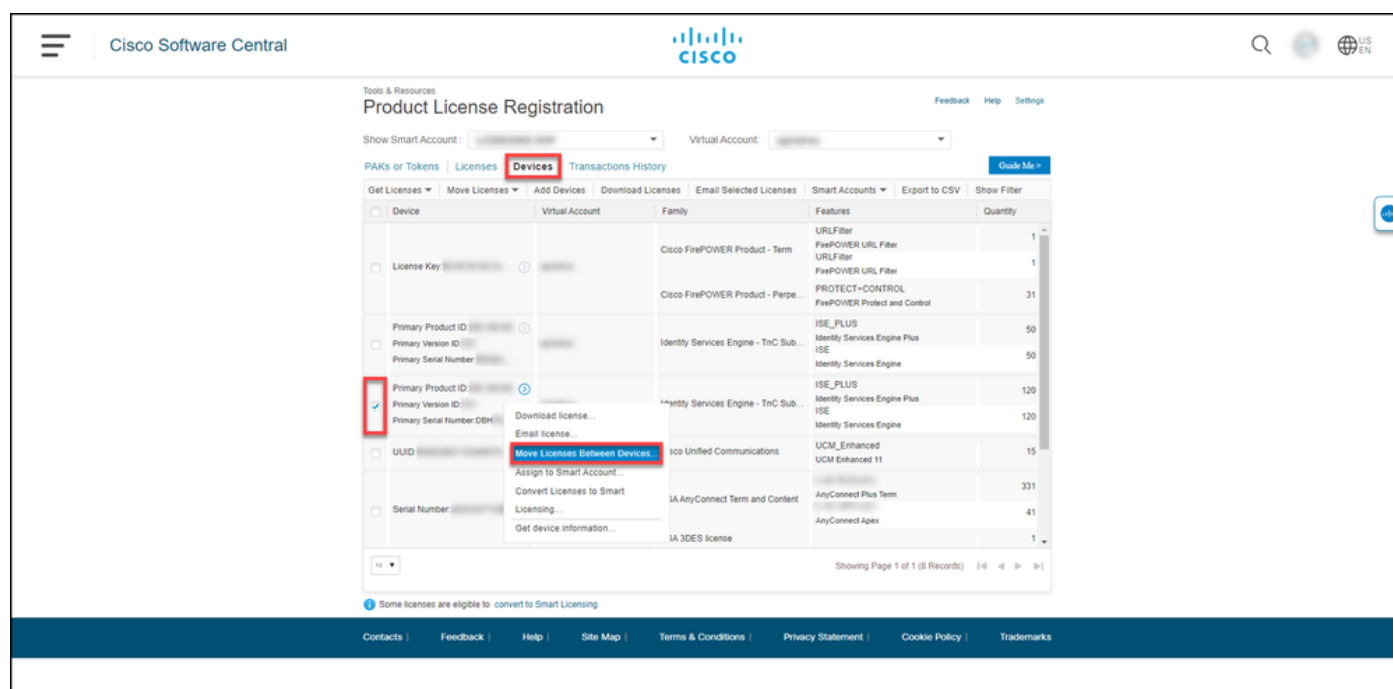 Cisco Software Central
CISCO
US
EN
Tools & Resources
Product License Registration
Feedback Help Settings
Show Smart Account:
Virtual Account:
PAKs or Tokens | Licenses Devices Transactions History
Guide Me >
Get Licenses Move Licenses Add Devices Download Licenses Email Selected Licenses Smart Accounts Export to CSV Show Filter
Device Virtual Account Family Features Quantity
License Key:
Cisco FirePOWER Product - Term
URLFilter
FirePOWER URL Filter
1
URLFilter
FirePOWER URL Filter
1
Cisco FirePOWER Product - Perpe...
PROTECT+CONTROL
FirePOWER Protect and Control
31
Primary Product ID:
Primary Version ID:
Primary Serial Number:
Identity Services Engine - TnC Sub...
ISE_PLUS
Identity Services Engine Plus
50
ISE
Identity Services Engine
50
Primary Product ID:
Primary Version ID:
Primary Serial Number:DBH
Identity Services Engine - TnC Sub...
ISE_PLUS
Identity Services Engine Plus
120
ISE
Identity Services Engine
120
Download license...
Email license...
Move Licenses Between Devices...
Assign to Smart Account...
Convert Licenses to Smart
Licensing...
Get device information...
UUID:
sco Unified Communications
UCM_Enhanced
UCM Enhanced 11
15
Serial Number:
SA AnyConnect Term and Content
AnyConnect Plus Term
331
AnyConnect Apex
41
SA 3DES license
1
10
Showing Page 1 of 1 (8 Records)
Some licenses are eligible to convert to Smart Licensing
Contacts | Feedback | Help | Site Map | Terms & Conditions | Privacy Statement | Cookie Policy | Trademarks